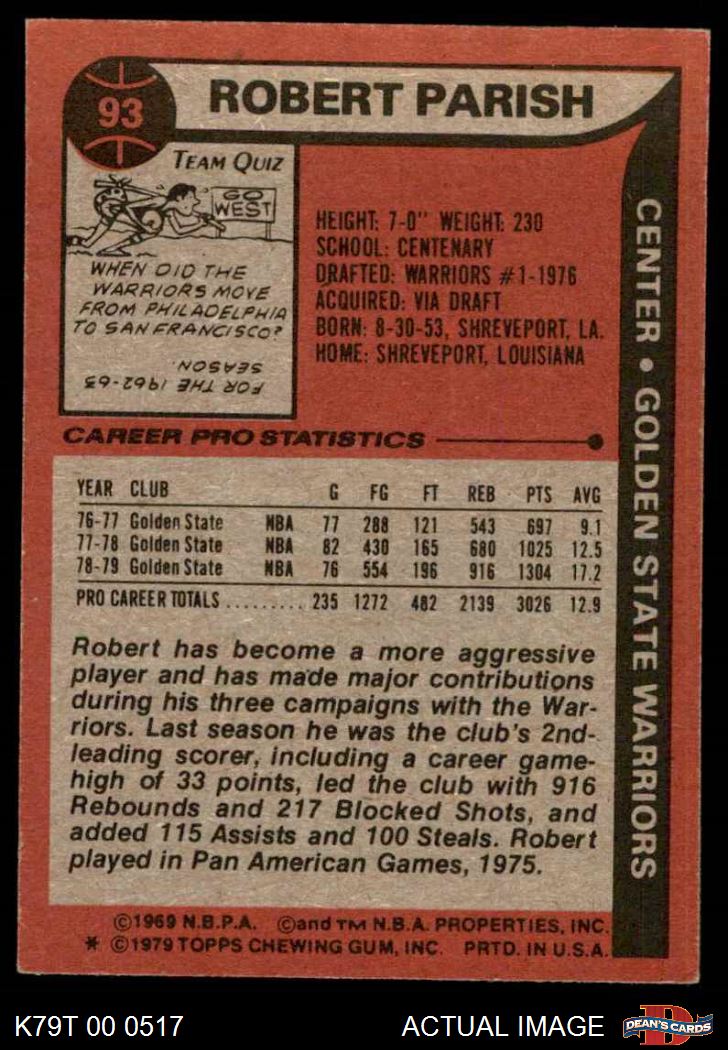 93
ROBERT PARISH
TEAM QUIZ
GO
WEST
WHEN DID THE
WARRIORS MOVE
FROM PHILADELPHIA
TO SAN FRANCISCO?
FOR THE 1962-63
SEASON.
HEIGHT: 7-0" WEIGHT: 230
SCHOOL: CENTENARY
DRAFTED: WARRIORS #1-1976
ACQUIRED: VIA DRAFT
BORN: 8-30-53, SHREVEPORT, LA.
HOME: SHREVEPORT, LOUISIANA
CENTER • GOLDEN STATE WARRIORS
CAREER PRO STATISTICS
YEAR CLUB G FG FT REB PTS AVG
76-77 Golden State NBA 77 288 121 543 697 9.1
77-78 Golden State NBA 82 430 165 680 1025 12.5
78-79 Golden State NBA 76 554 196 916 1304 17.2
PRO CAREER TOTALS ......... 235 1272 482 2139 3026 12.9
Robert has become a more aggressive
player and has made major contributions
during his three campaigns with the War-
riors. Last season he was the club's 2nd-
leading scorer, including a career game-
high of 33 points, led the club with 916
Rebounds and 217 Blocked Shots, and
added 115 Assists and 100 Steals. Robert
played in Pan American Games, 1975.
©1969 N.B.P.A. ©and TM N.B.A. PROPERTIES, INC.
* ©1979 TOPPS CHEWING GUM, INC. PRTD. IN U.S.A.
K79T 00 0517
ACTUAL IMAGE
D
DEAN'S CARDS